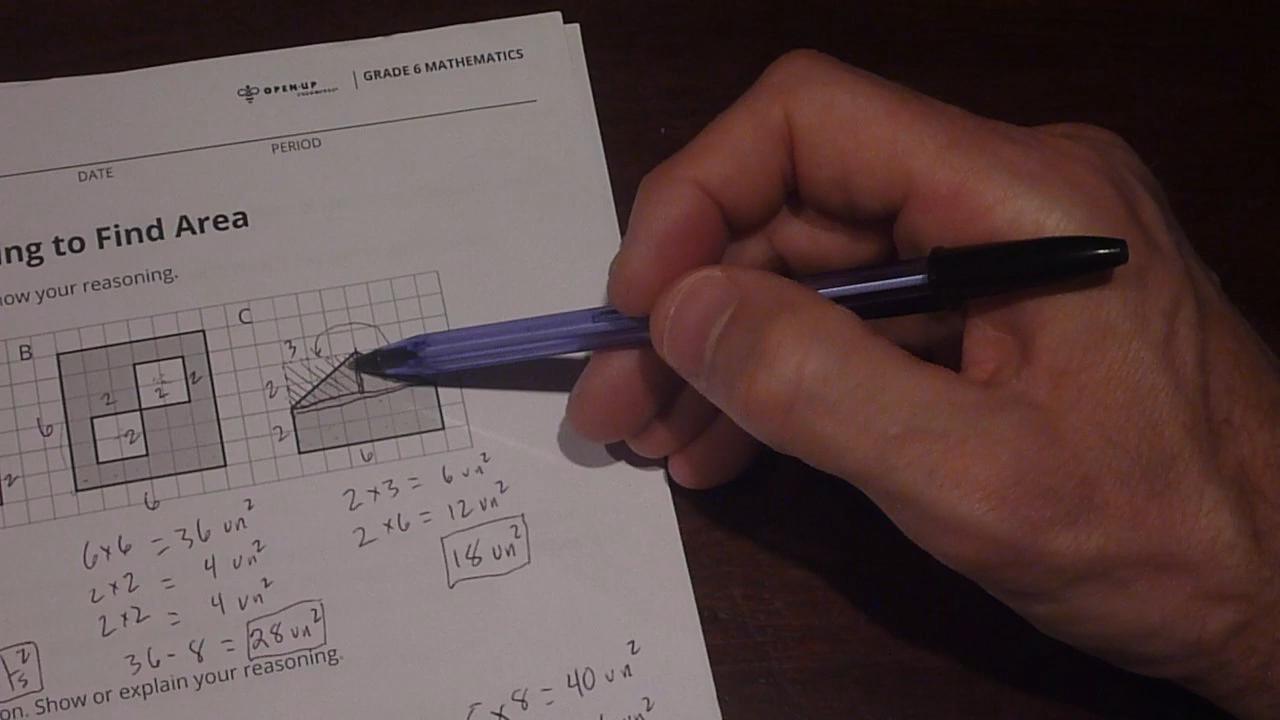 OPEN-UP
GRADE 6 MATHEMATICS
DATE
PERIOD
ing to Find Area
how your reasoning.
B
C
2
2
2
2
6
6
3
2
2
6
2
6×6 = 36 un²
2×2 = 4 un²
2×2 = 4 un²
36-8 = 28 un²
2×3 = 6 un²
2×6 = 12 un²
18 un²
on. Show or explain your reasoning.
×8 = 40 un²
un²